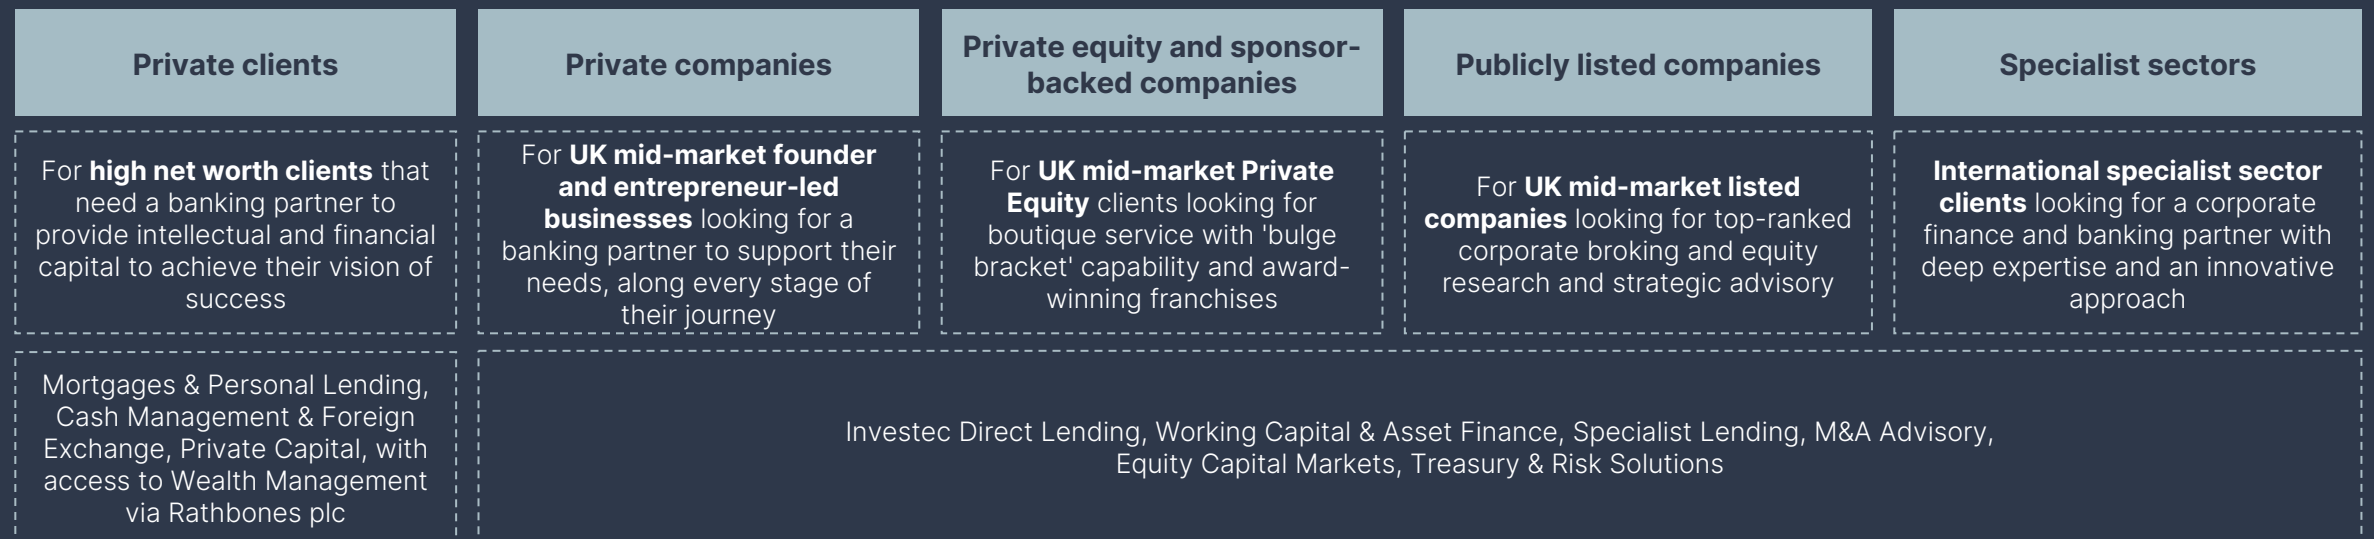 Private clients
Private companies
Private equity and sponsor-
backed companies
Publicly listed companies
Specialist sectors
For high net worth clients that
need a banking partner to
provide intellectual and financial
capital to achieve their vision of
success
For UK mid-market founder
and entrepreneur-led
businesses looking for a
banking partner to support their
needs, along every stage of
their journey
For UK mid-market Private
Equity clients looking for
boutique service with 'bulge
bracket' capability and award-
winning franchises
For UK mid-market listed
companies looking for top-ranked
corporate broking and equity
research and strategic advisory
International specialist sector
clients looking for a corporate
finance and banking partner with
deep expertise and an innovative
approach
Mortgages & Personal Lending,
Cash Management & Foreign
Exchange, Private Capital, with
access to Wealth Management
via Rathbones plc
Investec Direct Lending, Working Capital & Asset Finance, Specialist Lending, M&A Advisory,
Equity Capital Markets, Treasury & Risk Solutions